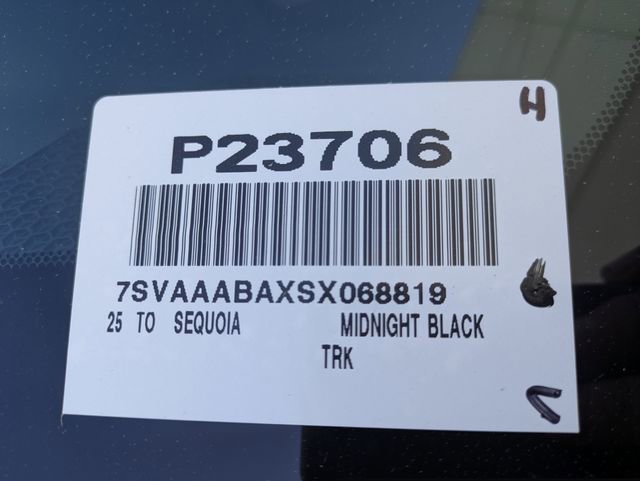 H
P23706
7SVAAABAXSX068819
25 TO SEQUOIA MIDNIGHT BLACK
TRK